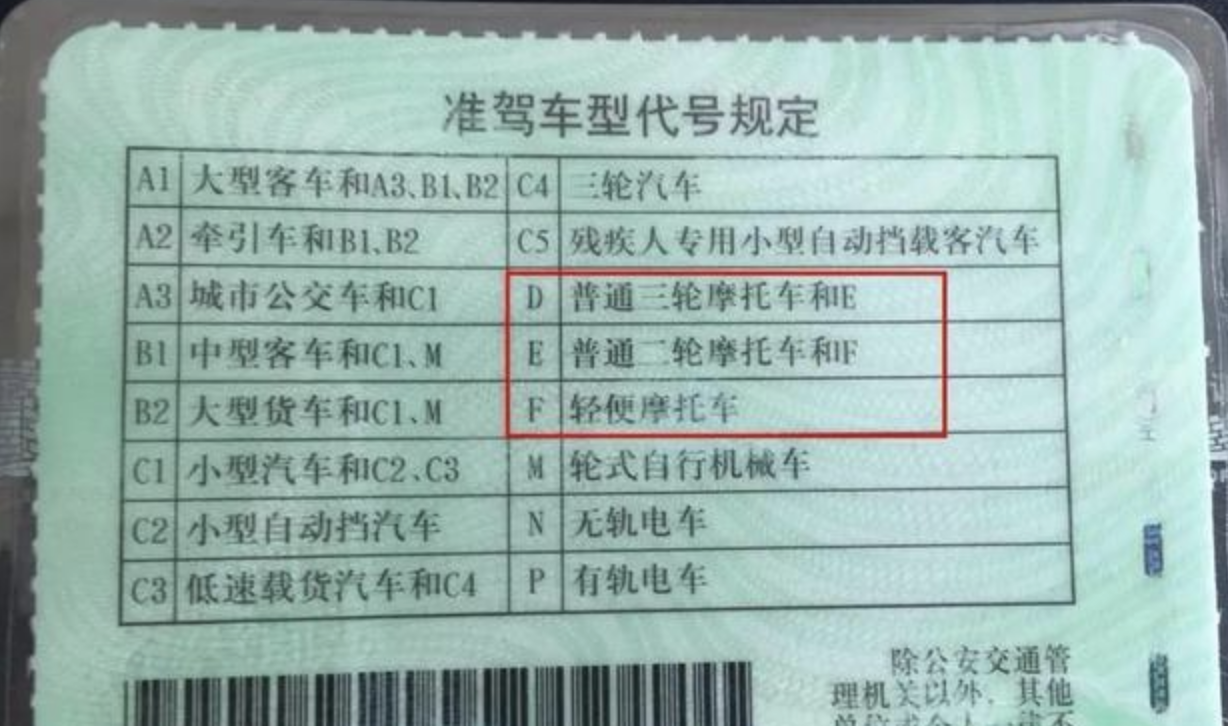 准驾车型代号规定
A1 大型客车和A3、B1、B2 C4 三轮汽车
A2 牵引车和B1、B2 C5 残疾人专用小型自动挡载客汽车
A3 城市公交车和C1 D 普通三轮摩托车和E
B1 中型客车和C1、M E 普通二轮摩托车和F
B2 大型货车和C1、M F 轻便摩托车
C1 小型汽车和C2、C3 M 轮式自行机械车
C2 小型自动挡汽车 N 无轨电车
C3 低速载货汽车和C4 P 有轨电车
除公安交通管
理机关以外，其他